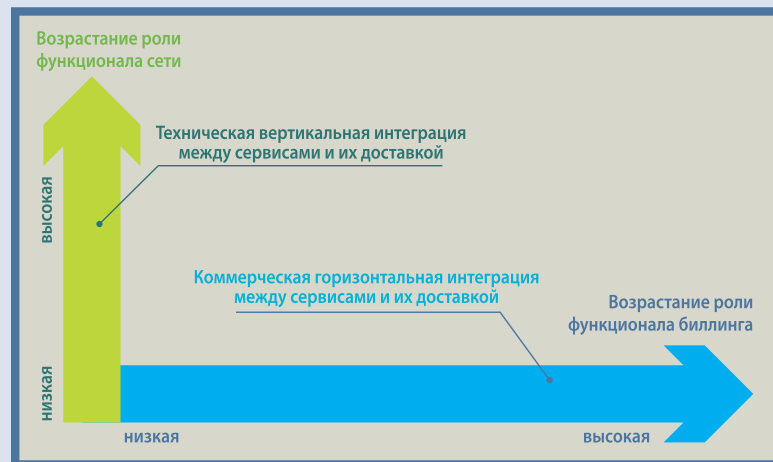 Возрастание роли
функционала сети
Техническая вертикальная интеграция
между сервисами и их доставкой
высокая
Коммерческая горизонтальная интеграция
между сервисами и их доставкой
Возрастание роли
функционала биллинга
низкая
низкая
высокая